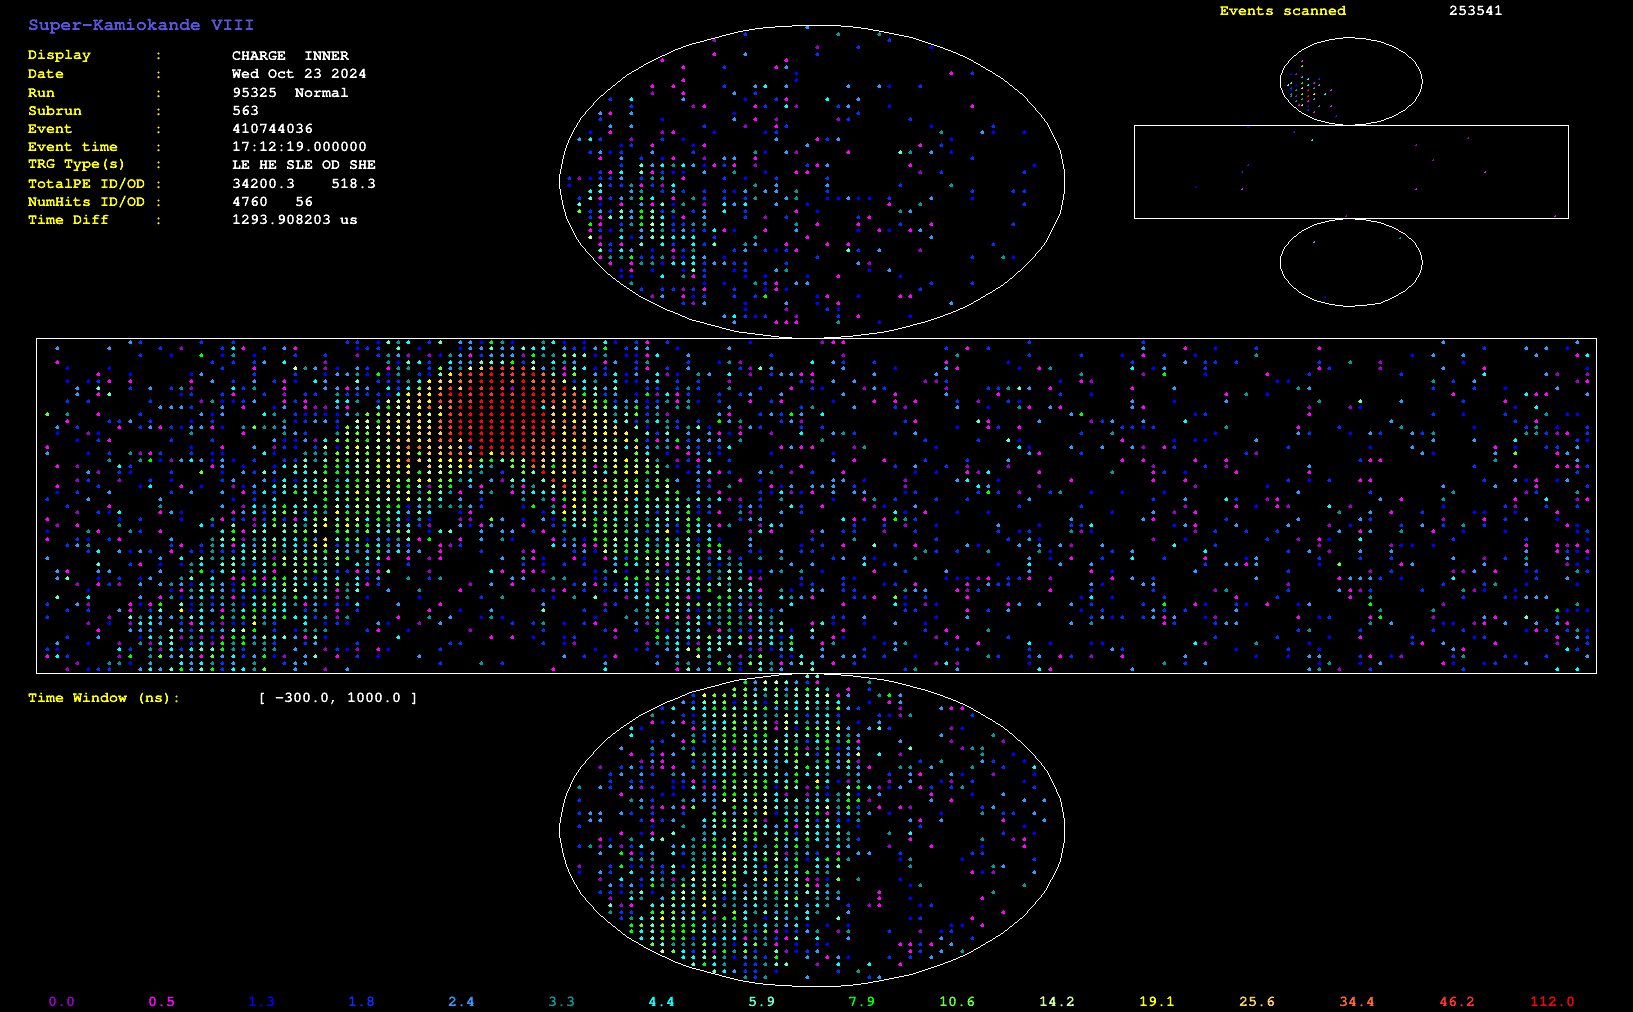 Super-Kamiokande VIII
Events scanned 253541
Display : CHARGE INNER
Date : Wed Oct 23 2024
Run : 95325 Normal
Subrun : 563
Event : 410744036
Event time : 17:12:19.000000
TRG Type(s) : LE HE SLE OD SHE
TotalPE ID/OD : 34200.3 518.3
NumHits ID/OD : 4760 56
Time Diff : 1293.908203 us
Time Window (ns): [ -300.0, 1000.0 ]
0.0 0.5 1.3 1.8 2.4 3.3 4.4 5.9 7.9 10.6 14.2 19.1 25.6 34.4 46.2 112.0